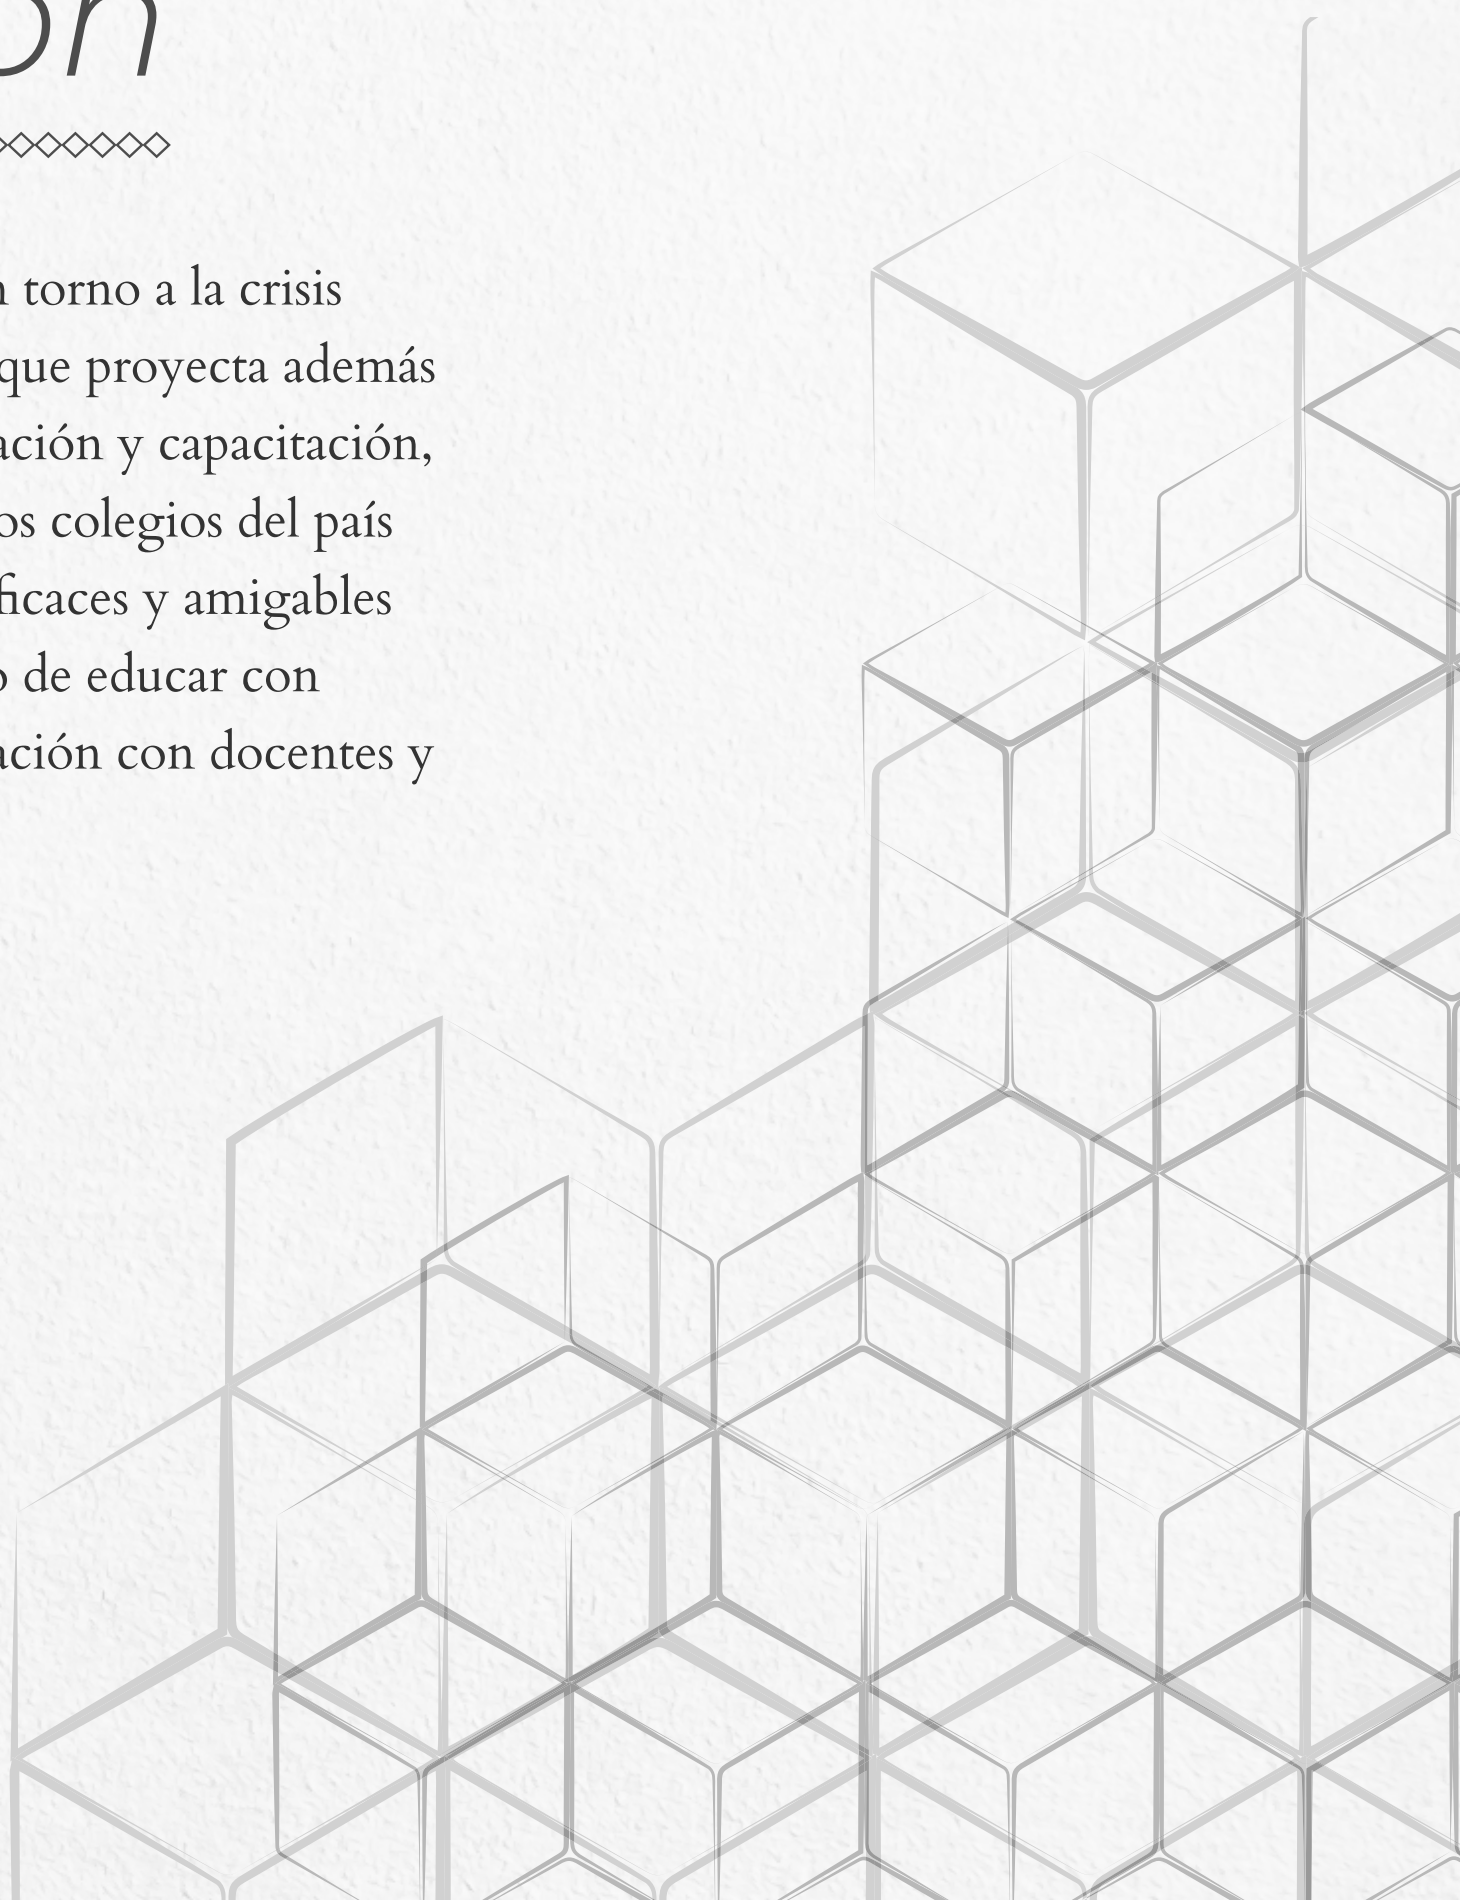 ón
n torno a la crisis
que proyecta además
ación y capacitación,
os colegios del país
ficaces y amigables
o de educar con
ación con docentes y